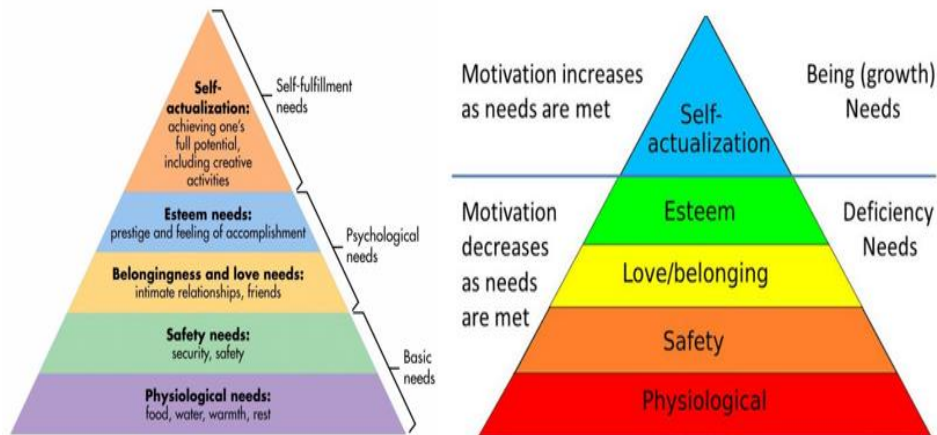 Self-
actualization:
achieving one's
full potential,
including creative
activities
Self-fulfillment
needs
Esteem needs:
prestige and feeling of accomplishment
Belongingness and love needs:
intimate relationships, friends
Psychological
needs
Safety needs:
security, safety
Physiological needs:
food, water, warmth, rest
Basic
needs
Motivation increases
as needs are met
Self-
actualization
Being (growth)
Needs
Motivation
decreases
as needs
are met
Esteem
Love/belonging
Safety
Physiological
Deficiency
Needs